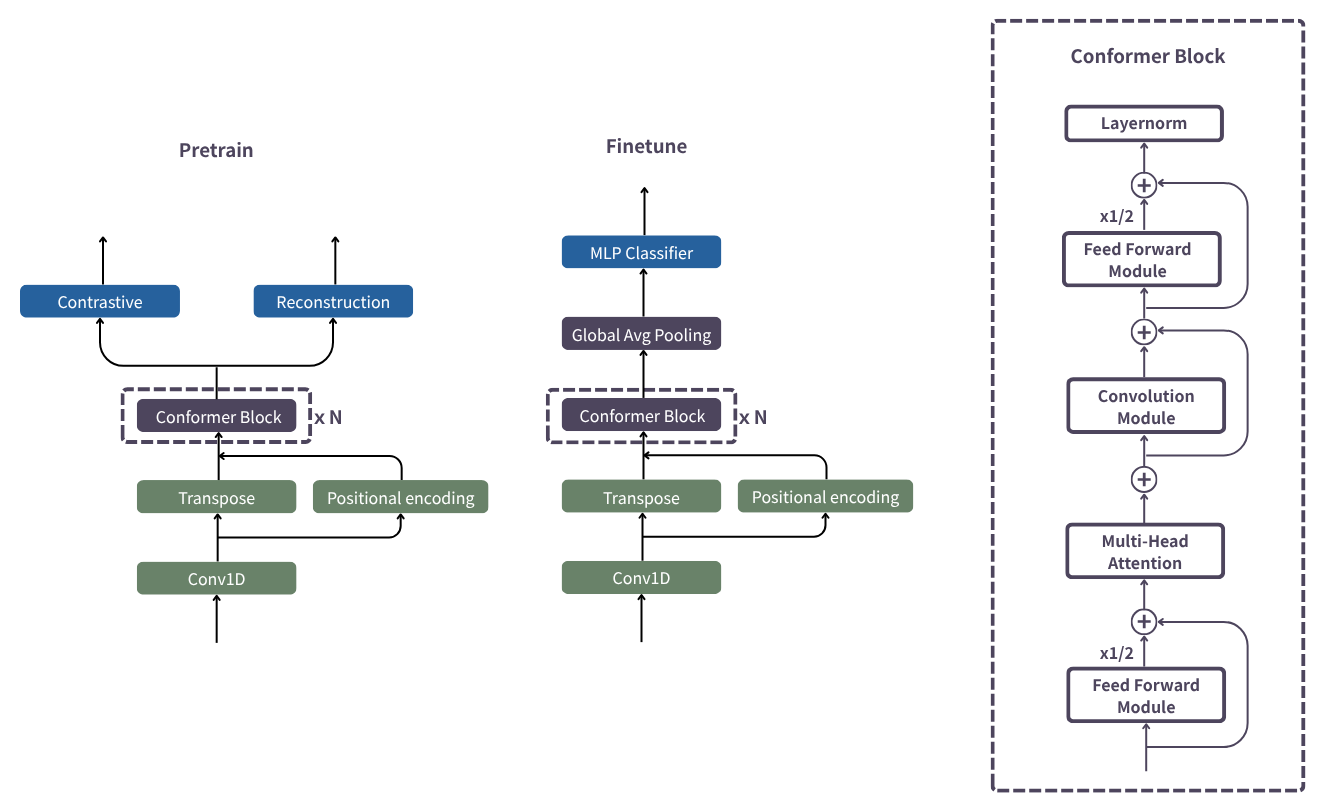 Pretrain
Contrastive
Reconstruction
Conformer Block
x N
Transpose
Positional encoding
Conv1D
Finetune
MLP Classifier
Global Avg Pooling
Conformer Block
x N
Transpose
Positional encoding
Conv1D
Conformer Block
Layernorm
+
x1/2
Feed Forward
Module
+
Convolution
Module
+
Multi-Head
Attention
+
x1/2
Feed Forward
Module